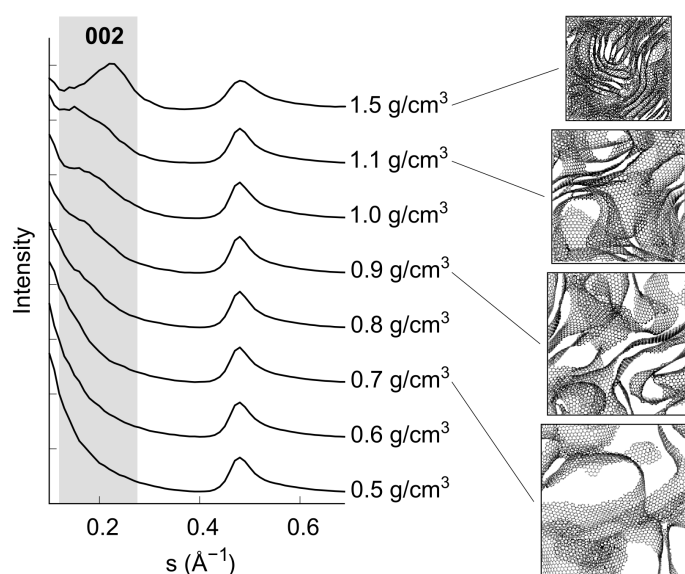 002
1.5 g/cm³
1.1 g/cm³
1.0 g/cm³
0.9 g/cm³
0.8 g/cm³
0.7 g/cm³
0.6 g/cm³
0.5 g/cm³
Intensity
0.2 0.4 0.6
s (Å⁻¹)